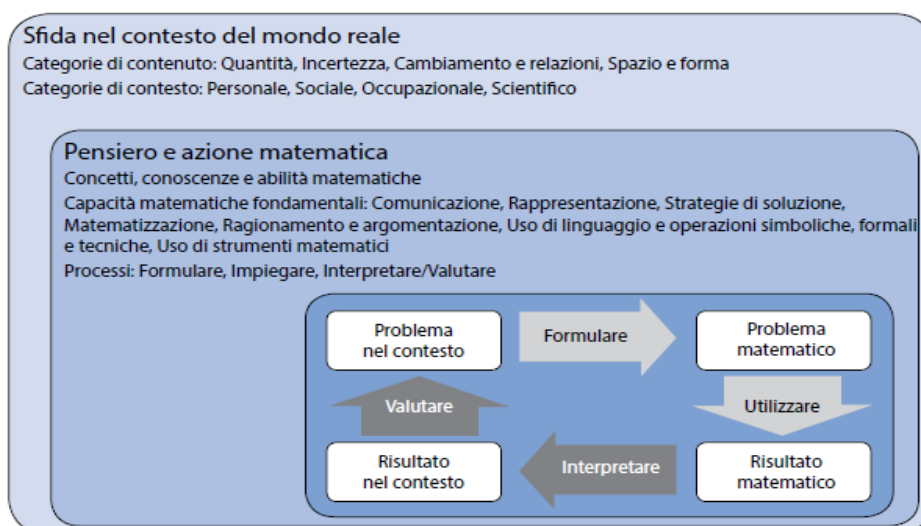 Sfida nel contesto del mondo reale
Categorie di contenuto: Quantità, Incertezza, Cambiamento e relazioni, Spazio e forma
Categorie di contesto: Personale, Sociale, Occupazionale, Scientifico
Pensiero e azione matematica
Concetti, conoscenze e abilità matematiche
Capacità matematiche fondamentali: Comunicazione, Rappresentazione, Strategie di soluzione,
Matematizzazione, Ragionamento e argomentazione, Uso di linguaggio e operazioni simboliche, formali
e tecniche, Uso di strumenti matematici
Processi: Formulare, Impiegare, Interpretare/Valutare
Problema
nel contesto
Formulare
Problema
matematico
Valutare
Utilizzare
Risultato
nel contesto
Interpretare
Risultato
matematico